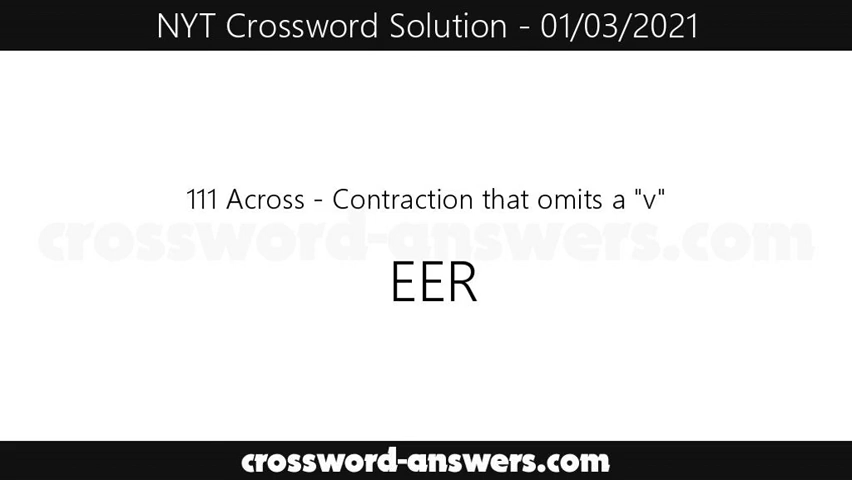 NYT Crossword Solution - 01/03/2021
111 Across - Contraction that omits a "v"
crossword-answers.com
EER
crossword-answers.com